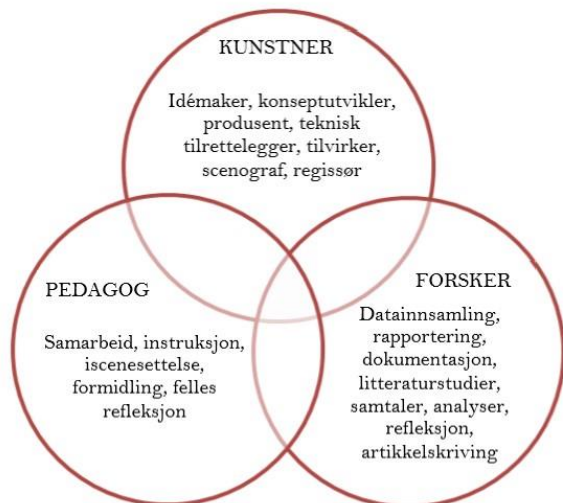 KUNSTNER
Idémaker, konseptutvikler,
produsent, teknisk
tilrettelegger, tilvirker,
scenograf, regissør
PEDAGOG
Samarbeid, instruksjon,
iscenesettelse,
formidling, felles
refleksjon
FORSKER
Datainnsamling,
rapportering,
dokumentasjon,
litteraturstudier,
samtaler, analyser,
refleksjon,
artikkelskriving